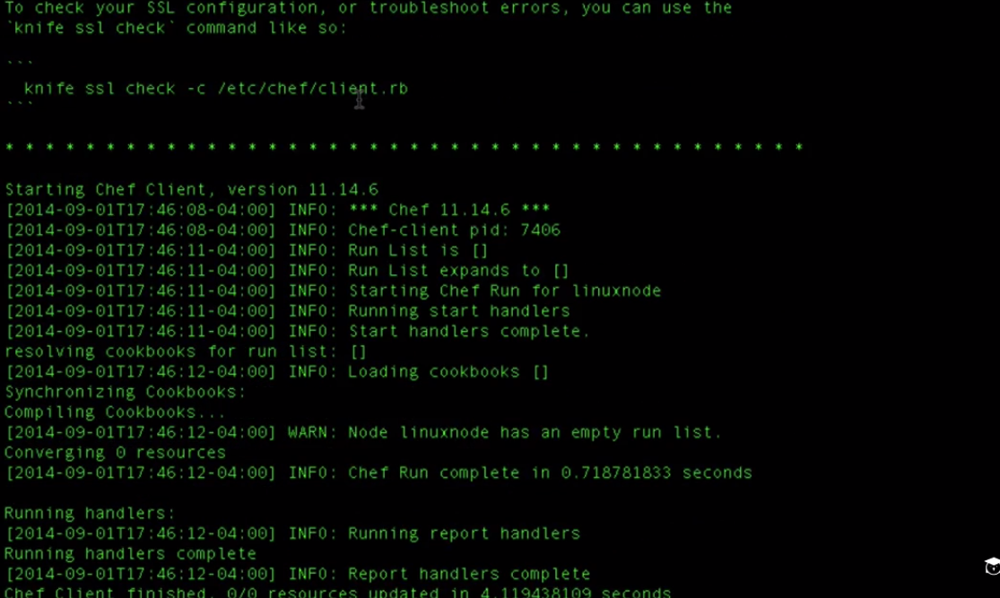 To check your SSL configuration, or troubleshoot errors, you can use the
`knife ssl check` command like so:
```
  knife ssl check -c /etc/chef/client.rb
```
* * * * * * * * * * * * * * * * * * * * * * * * * * * * * * * * * * * * * * * *
Starting Chef Client, version 11.14.6
[2014-09-01T17:46:08-04:00] INFO: *** Chef 11.14.6 ***
[2014-09-01T17:46:08-04:00] INFO: Chef-client pid: 7406
[2014-09-01T17:46:11-04:00] INFO: Run List is []
[2014-09-01T17:46:11-04:00] INFO: Run List expands to []
[2014-09-01T17:46:11-04:00] INFO: Starting Chef Run for linuxnode
[2014-09-01T17:46:11-04:00] INFO: Running start handlers
[2014-09-01T17:46:11-04:00] INFO: Start handlers complete.
resolving cookbooks for run list: []
[2014-09-01T17:46:12-04:00] INFO: Loading cookbooks []
Synchronizing Cookbooks:
Compiling Cookbooks...
[2014-09-01T17:46:12-04:00] WARN: Node linuxnode has an empty run list.
Converging 0 resources
[2014-09-01T17:46:12-04:00] INFO: Chef Run complete in 0.718781833 seconds
Running handlers:
[2014-09-01T17:46:12-04:00] INFO: Running report handlers
Running handlers complete
[2014-09-01T17:46:12-04:00] INFO: Report handlers complete
Chef Client finished, 0/0 resources updated in 4.119438109 seconds